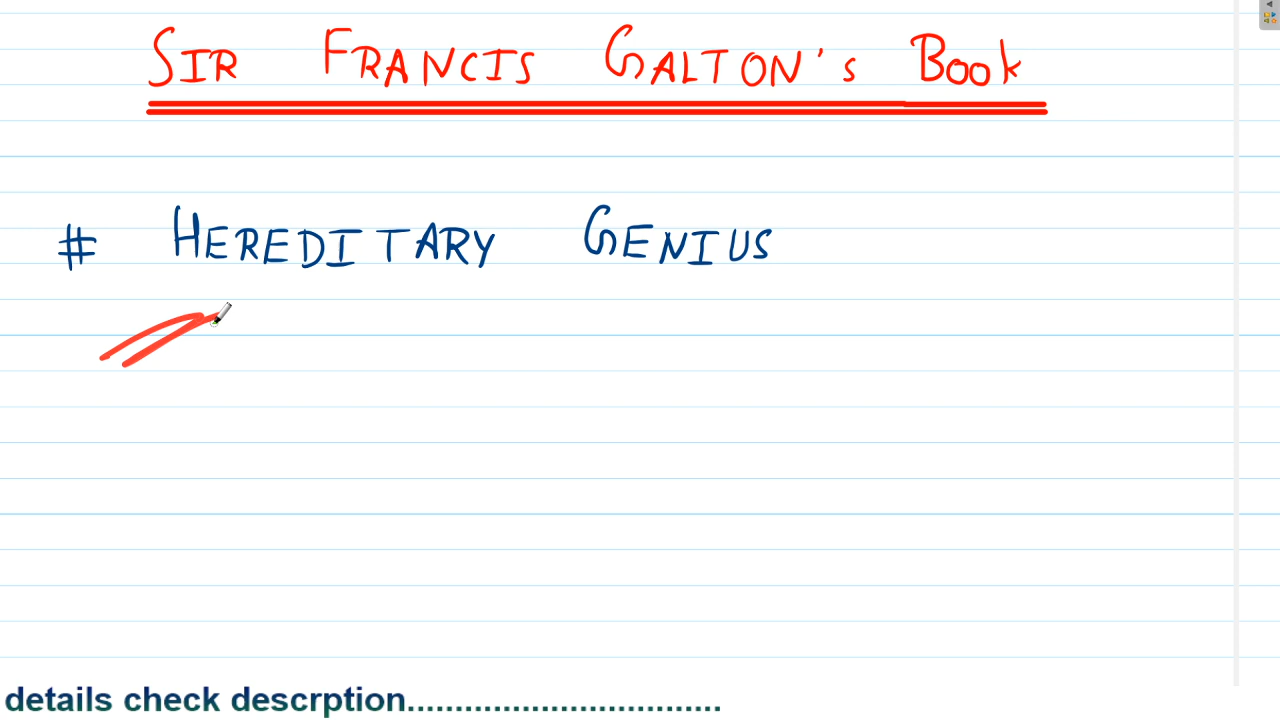 SIR FRANCIS GALTON's Book
# HEREDITARY GENIUS
details check descrption.................................